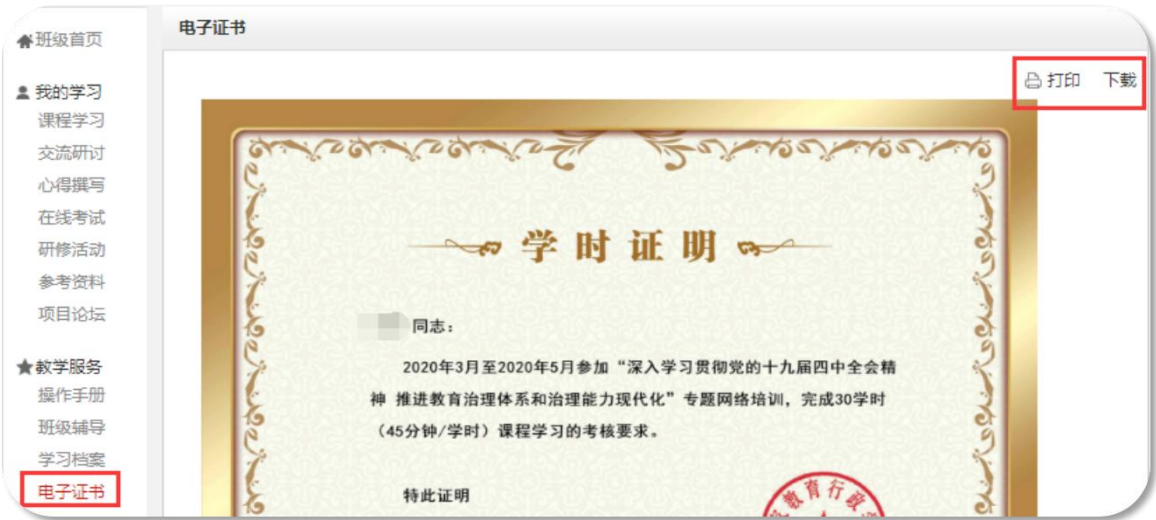 班级首页
我的学习
课程学习
交流研讨
心得撰写
在线考试
研修活动
参考资料
项目论坛
教学服务
操作手册
班级辅导
学习档案
电子证书
电子证书
打印 下载
学时证明
同志：
2020年3月至2020年5月参加“深入学习贯彻党的十九届四中全会精
神 推进教育治理体系和治理能力现代化”专题网络培训，完成30学时
（45分钟/学时）课程学习的考核要求。
特此证明
教育行政